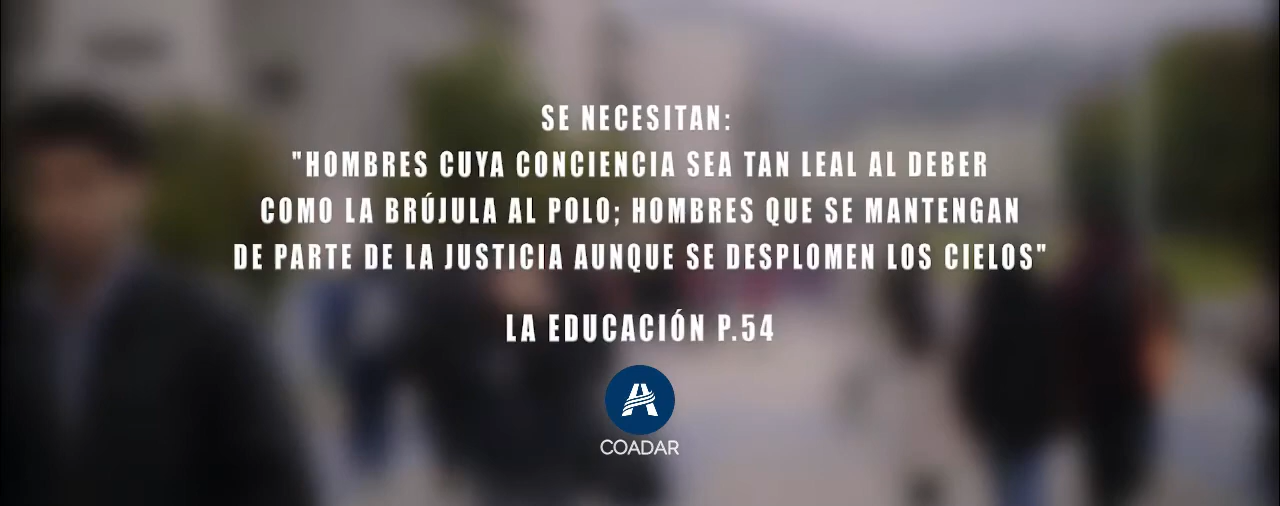 SE NECESITAN:
"HOMBRES CUYA CONCIENCIA SEA TAN LEAL AL DEBER
COMO LA BRÚJULA AL POLO; HOMBRES QUE SE MANTENGAN
DE PARTE DE LA JUSTICIA AUNQUE SE DESPLOMEN LOS CIELOS"
LA EDUCACIÓN P.54
COADAR